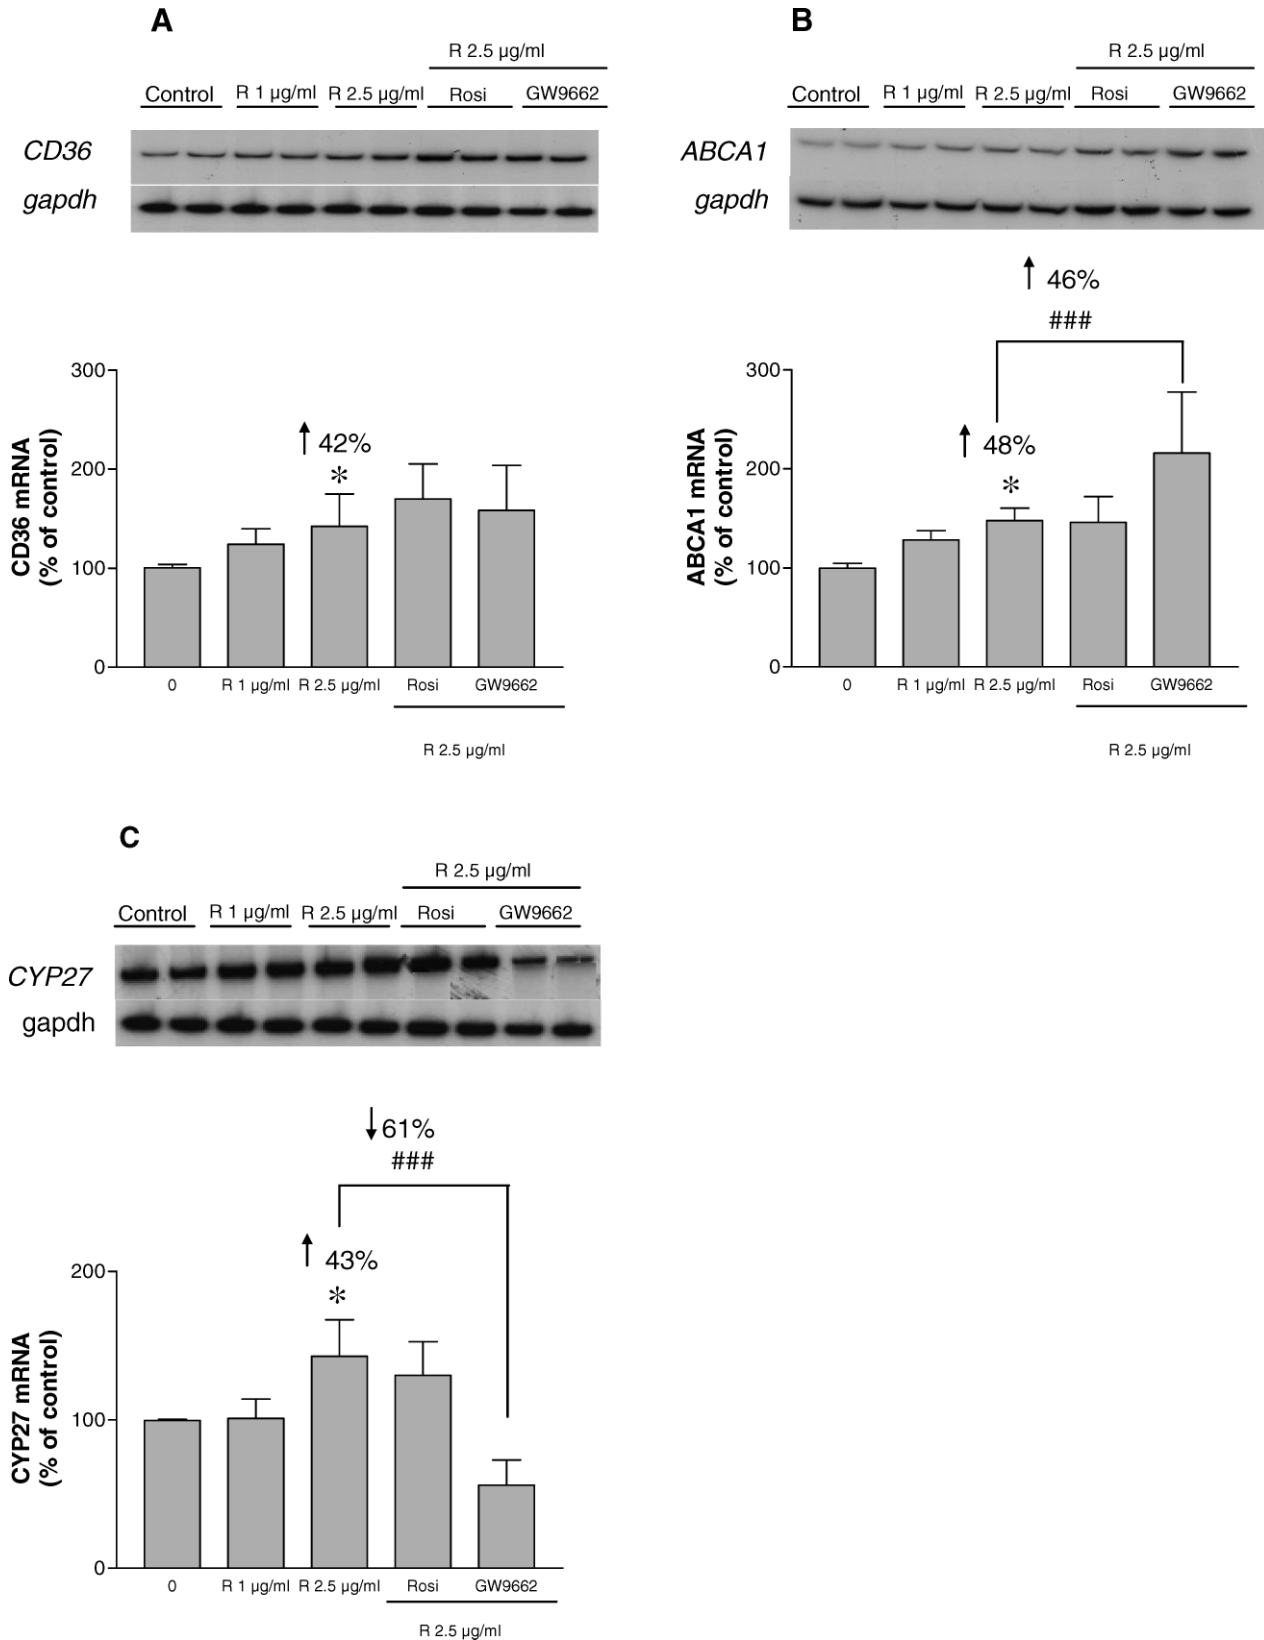 A
R 2.5 µg/ml
Control R 1 µg/ml R 2.5 µg/ml Rosi GW9662
CD36
gapdh
42%
*
300
200
100
0
CD36 mRNA
(% of control)
0 R 1 µg/ml R 2.5 µg/ml Rosi GW9662
R 2.5 µg/ml
B
R 2.5 µg/ml
Control R 1 µg/ml R 2.5 µg/ml Rosi GW9662
ABCA1
gapdh
46%
###
48%
*
300
200
100
0
ABCA1 mRNA
(% of control)
0 R 1 µg/ml R 2.5 µg/ml Rosi GW9662
R 2.5 µg/ml
C
R 2.5 µg/ml
Control R 1 µg/ml R 2.5 µg/ml Rosi GW9662
CYP27
gapdh
61%
###
43%
*
200
100
0
CYP27 mRNA
(% of control)
0 R 1 µg/ml R 2.5 µg/ml Rosi GW9662
R 2.5 µg/ml